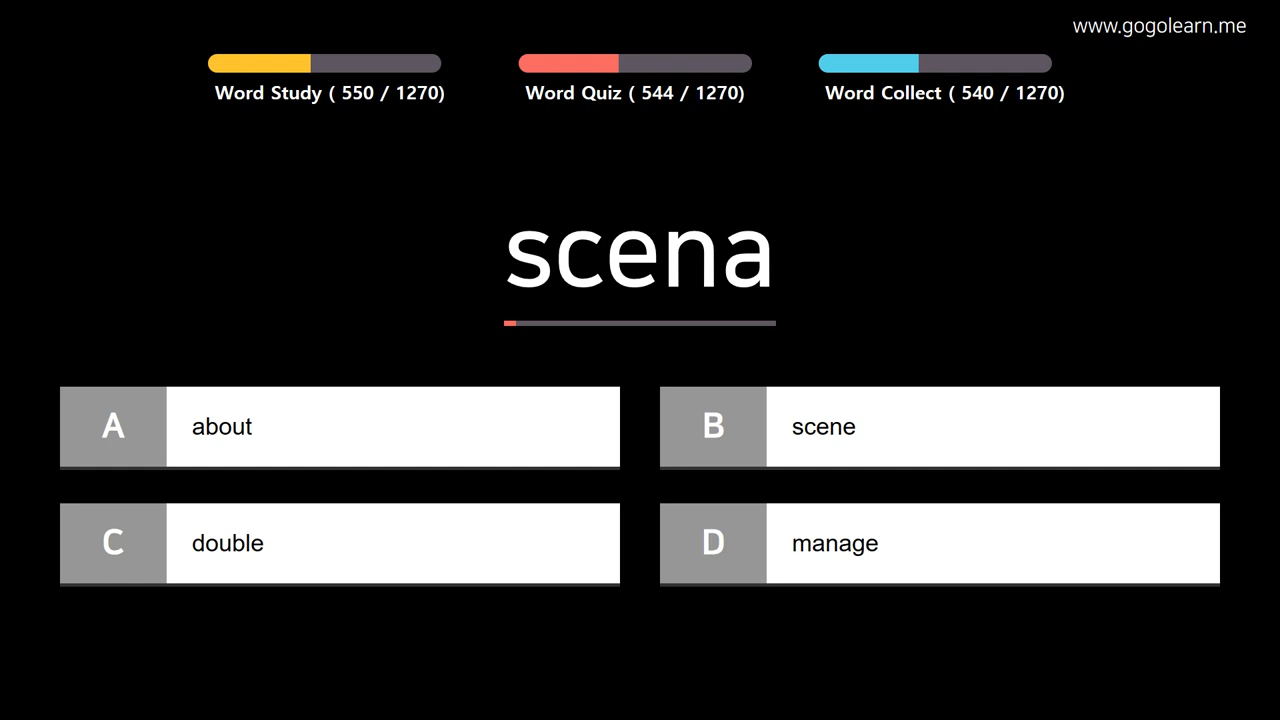 www.gogolearn.me
Word Study ( 550 / 1270)
Word Quiz ( 544 / 1270)
Word Collect ( 540 / 1270)
scena
A about
B scene
C double
D manage